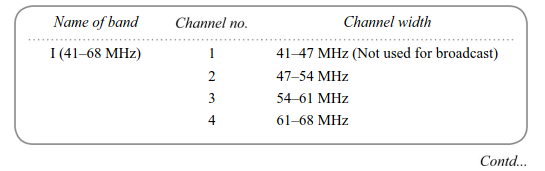 Name of band Channel no. Channel width
I (41–68 MHz) 1 41–47 MHz (Not used for broadcast)
2 47–54 MHz
3 54–61 MHz
4 61–68 MHz
Contd...